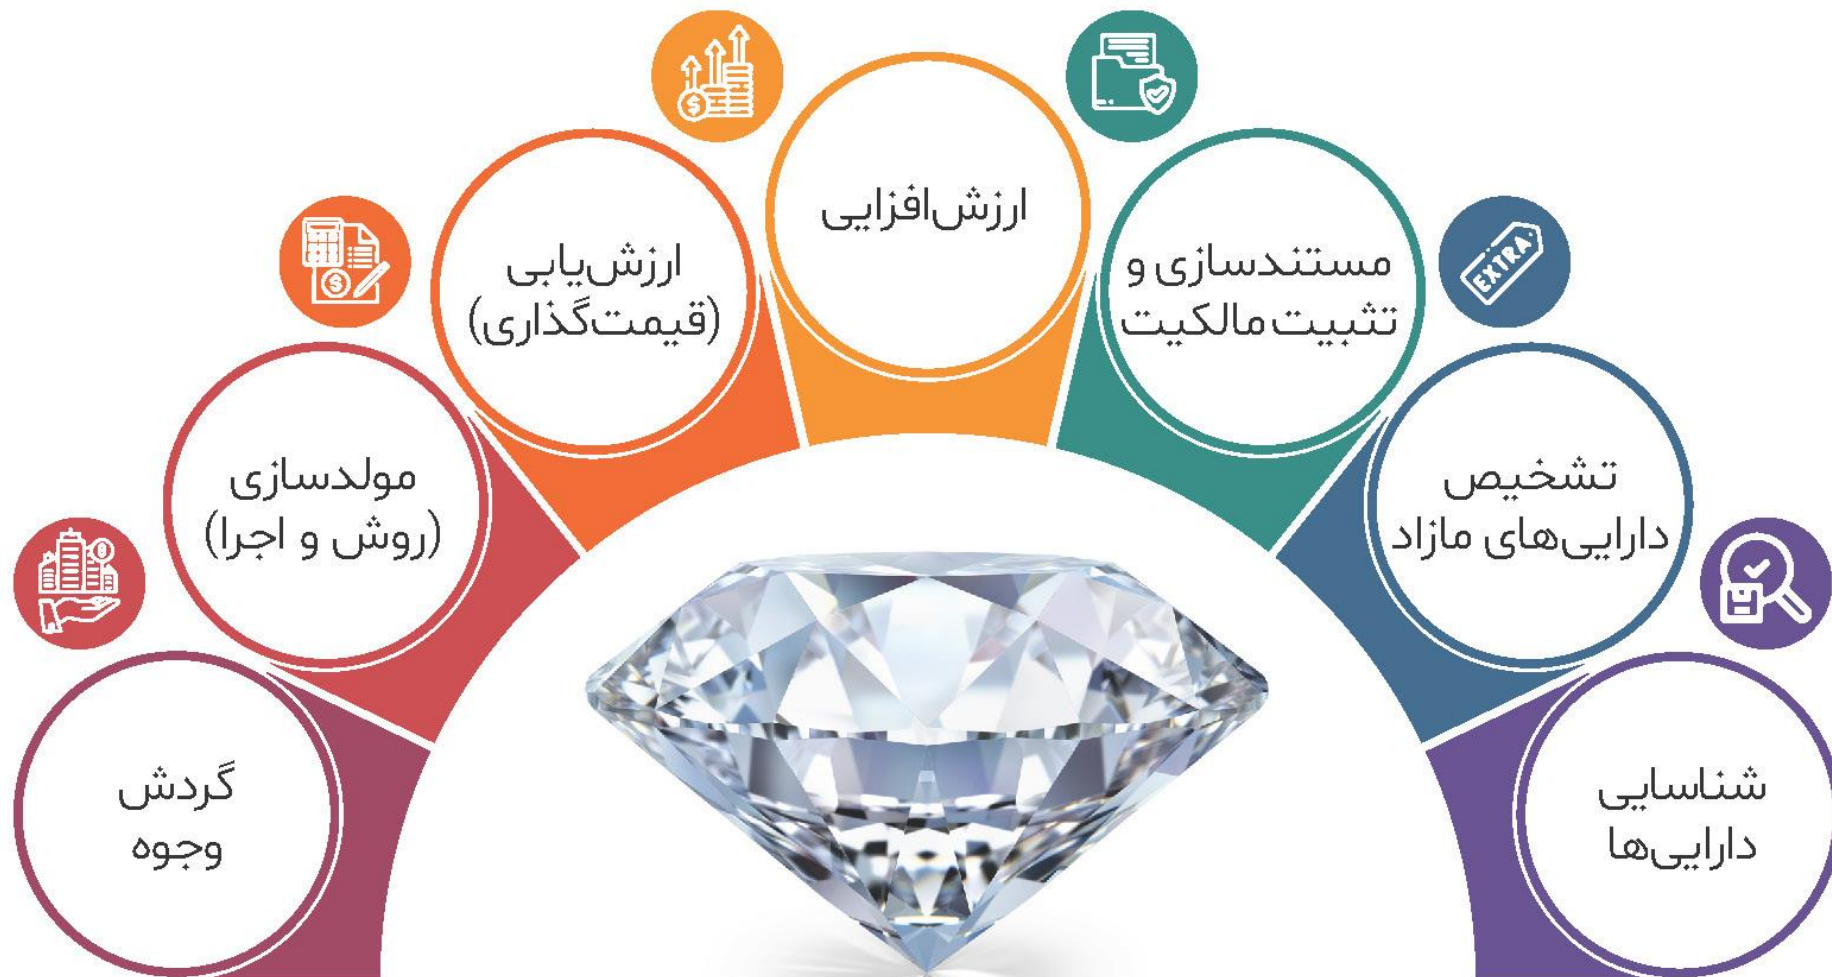 شناسایی
دارایی‌ها
تشخیص
دارایی‌های مازاد
EXTRA
مستندسازی و
تثبیت مالکیت
ارزش‌افزایی
ارزش‌یابی
(قیمت‌گذاری)
مولدسازی
(روش و اجرا)
گردش
وجوه